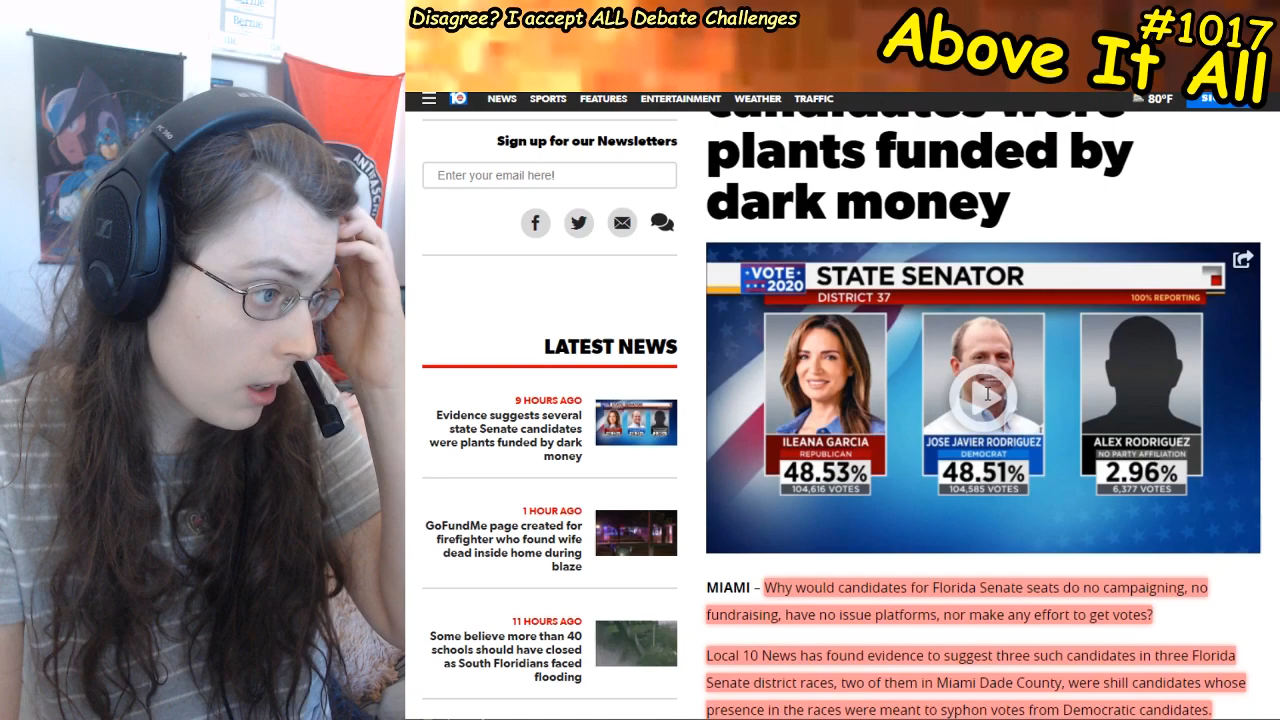 Bernie
Disagree? I accept ALL Debate Challenges
#1017
Above It All
10 NEWS SPORTS FEATURES ENTERTAINMENT WEATHER TRAFFIC 80°F
candidates were
plants funded by
dark money
Sign up for our Newsletters
Enter your email here!
LATEST NEWS
9 HOURS AGO
Evidence suggests several
state Senate candidates
were plants funded by dark
money
1 HOUR AGO
GoFundMe page created for
firefighter who found wife
dead inside home during
blaze
11 HOURS AGO
Some believe more than 40
schools should have closed
as South Floridians faced
flooding
VOTE 2020 STATE SENATOR
DISTRICT 37 100% REPORTING
ILEANA GARCIA
REPUBLICAN
48.53%
104,616 VOTES
JOSE JAVIER RODRIGUEZ
DEMOCRAT
48.51%
104,585 VOTES
ALEX RODRIGUEZ
NO PARTY AFFILIATION
2.96%
6,377 VOTES
MIAMI – Why would candidates for Florida Senate seats do no campaigning, no
fundraising, have no issue platforms, nor make any effort to get votes?
Local 10 News has found evidence to suggest three such candidates in three Florida
Senate district races, two of them in Miami Dade County, were shill candidates whose
presence in the races were meant to syphon votes from Democratic candidates.